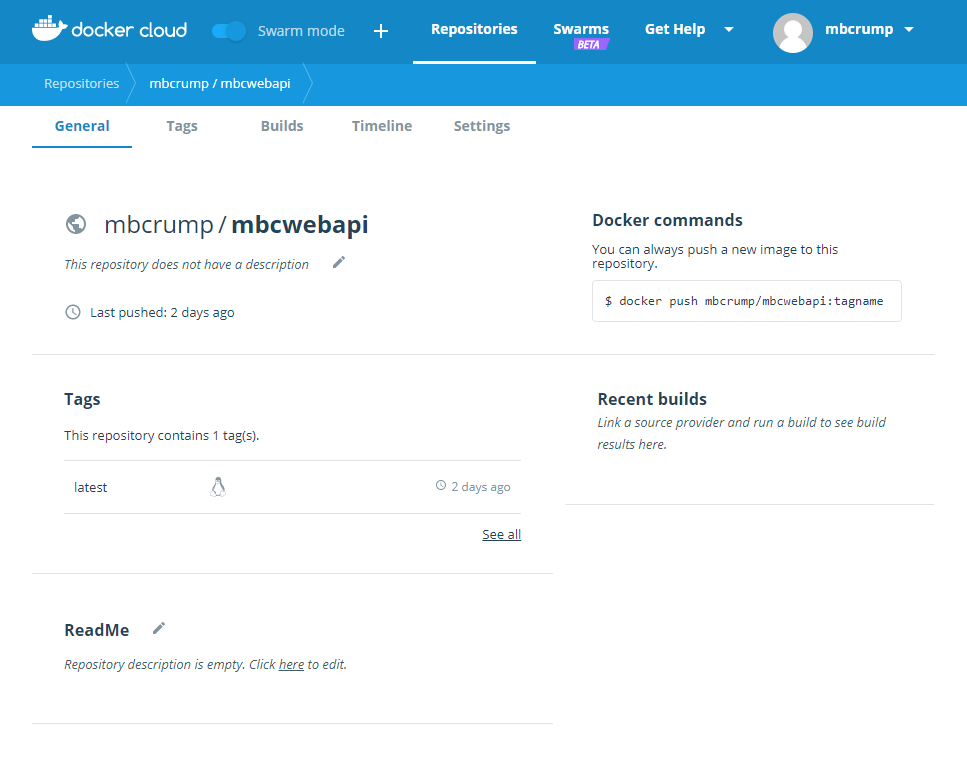 docker cloud Swarm mode + Repositories Swarms Get Help mbcrump
BETA
Repositories mbcrump / mbcwebapi
General Tags Builds Timeline Settings
mbcrump / mbcwebapi
This repository does not have a description
Last pushed: 2 days ago
Docker commands
You can always push a new image to this
repository.
$ docker push mbcrump/mbcwebapi:tagname
Tags
This repository contains 1 tag(s).
latest 2 days ago
See all
Recent builds
Link a source provider and run a build to see build
results here.
ReadMe
Repository description is empty. Click here to edit.